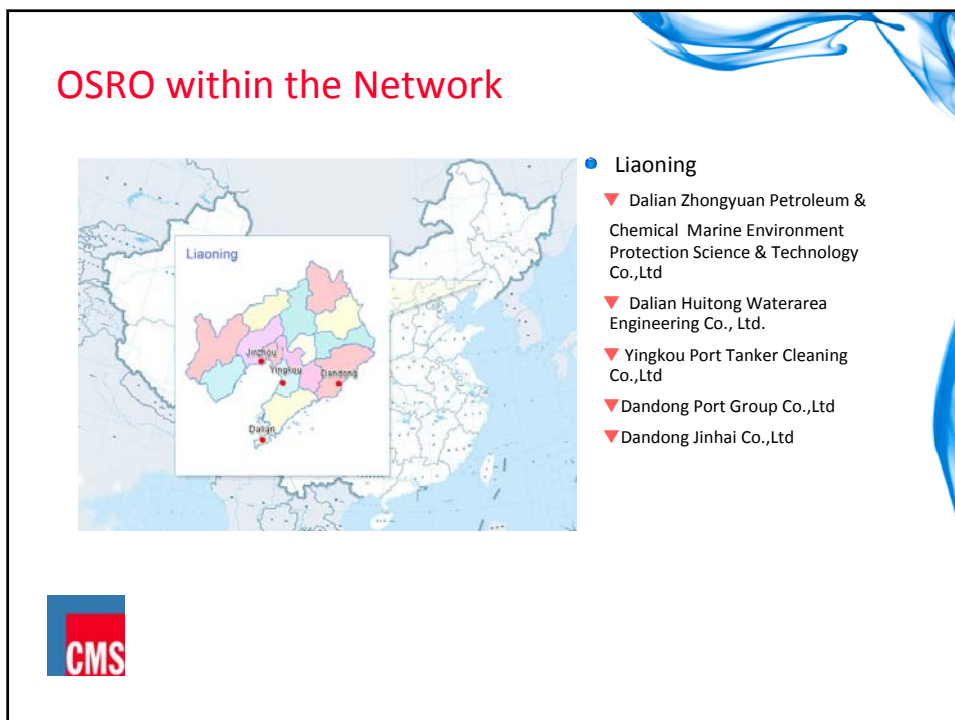 OSRO within the Network
Liaoning
Jinzhou
Yingkou
Dandong
Dalian
Liaoning
Dalian Zhongyuan Petroleum &
Chemical Marine Environment
Protection Science & Technology
Co.,Ltd
Dalian Huitong Waterarea
Engineering Co., Ltd.
Yingkou Port Tanker Cleaning
Co.,Ltd
Dandong Port Group Co.,Ltd
Dandong Jinhai Co.,Ltd
CMS